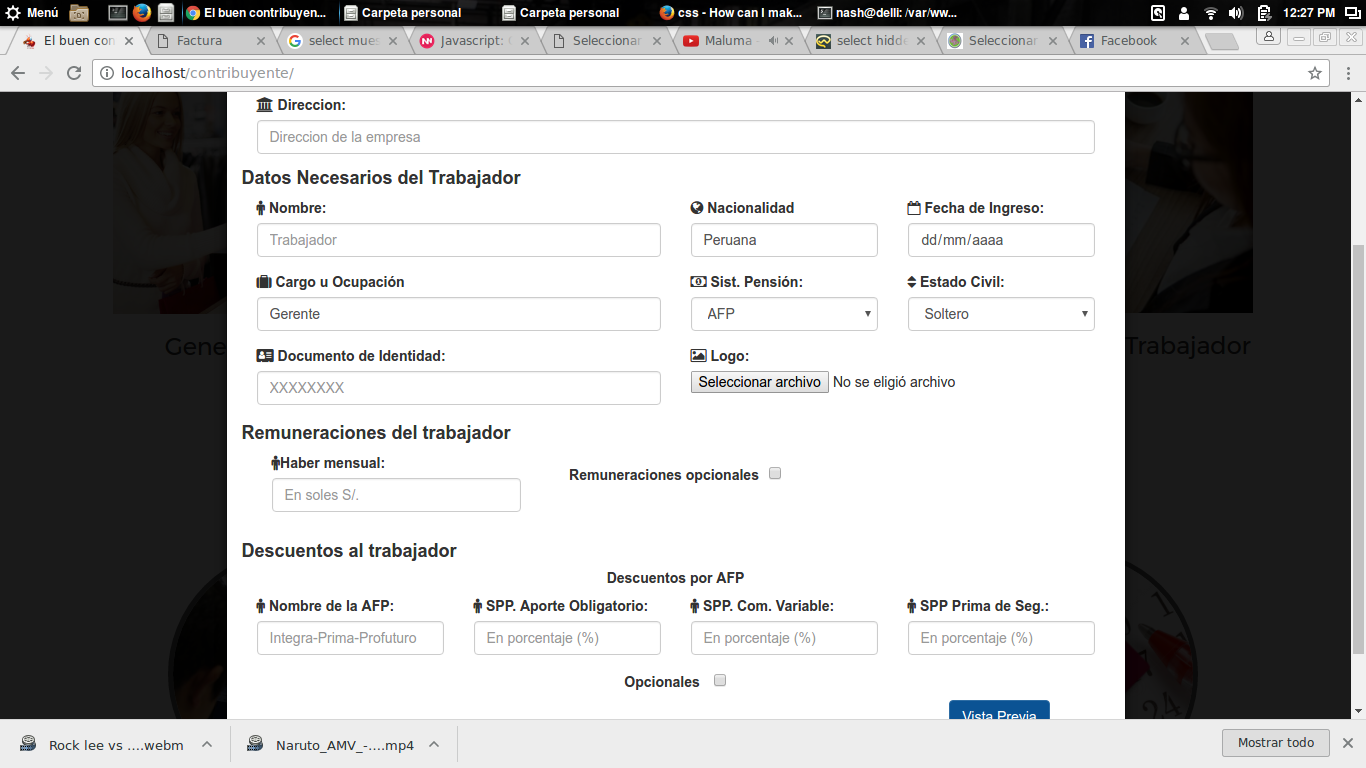 Menú
El buen contribuyen...
Carpeta personal
Carpeta personal
css - How can I mak...
nash@delli: /var/ww...
12:27 PM
El buen con
Factura
select mues
Javascript:
Seleccionar
Maluma -
select hidde
Seleccionar
Facebook
localhost/contribuyente/
Direccion:
Direccion de la empresa
Datos Necesarios del Trabajador
Nombre:
Nacionalidad
Fecha de Ingreso:
Trabajador
Peruana
dd/mm/aaaa
Cargo u Ocupación
Sist. Pensión:
Estado Civil:
Gerente
AFP
Soltero
Gene
Trabajador
Documento de Identidad:
Logo:
XXXXXXXX
Seleccionar archivo No se eligió archivo
Remuneraciones del trabajador
Haber mensual:
Remuneraciones opcionales
En soles S/.
Descuentos al trabajador
Descuentos por AFP
Nombre de la AFP:
SPP. Aporte Obligatorio:
SPP. Com. Variable:
SPP Prima de Seg.:
Integra-Prima-Profuturo
En porcentaje (%)
En porcentaje (%)
En porcentaje (%)
Opcionales
24
Vista Previa
Rock lee vs ....webm
Naruto_AMV_-....mp4
Mostrar todo